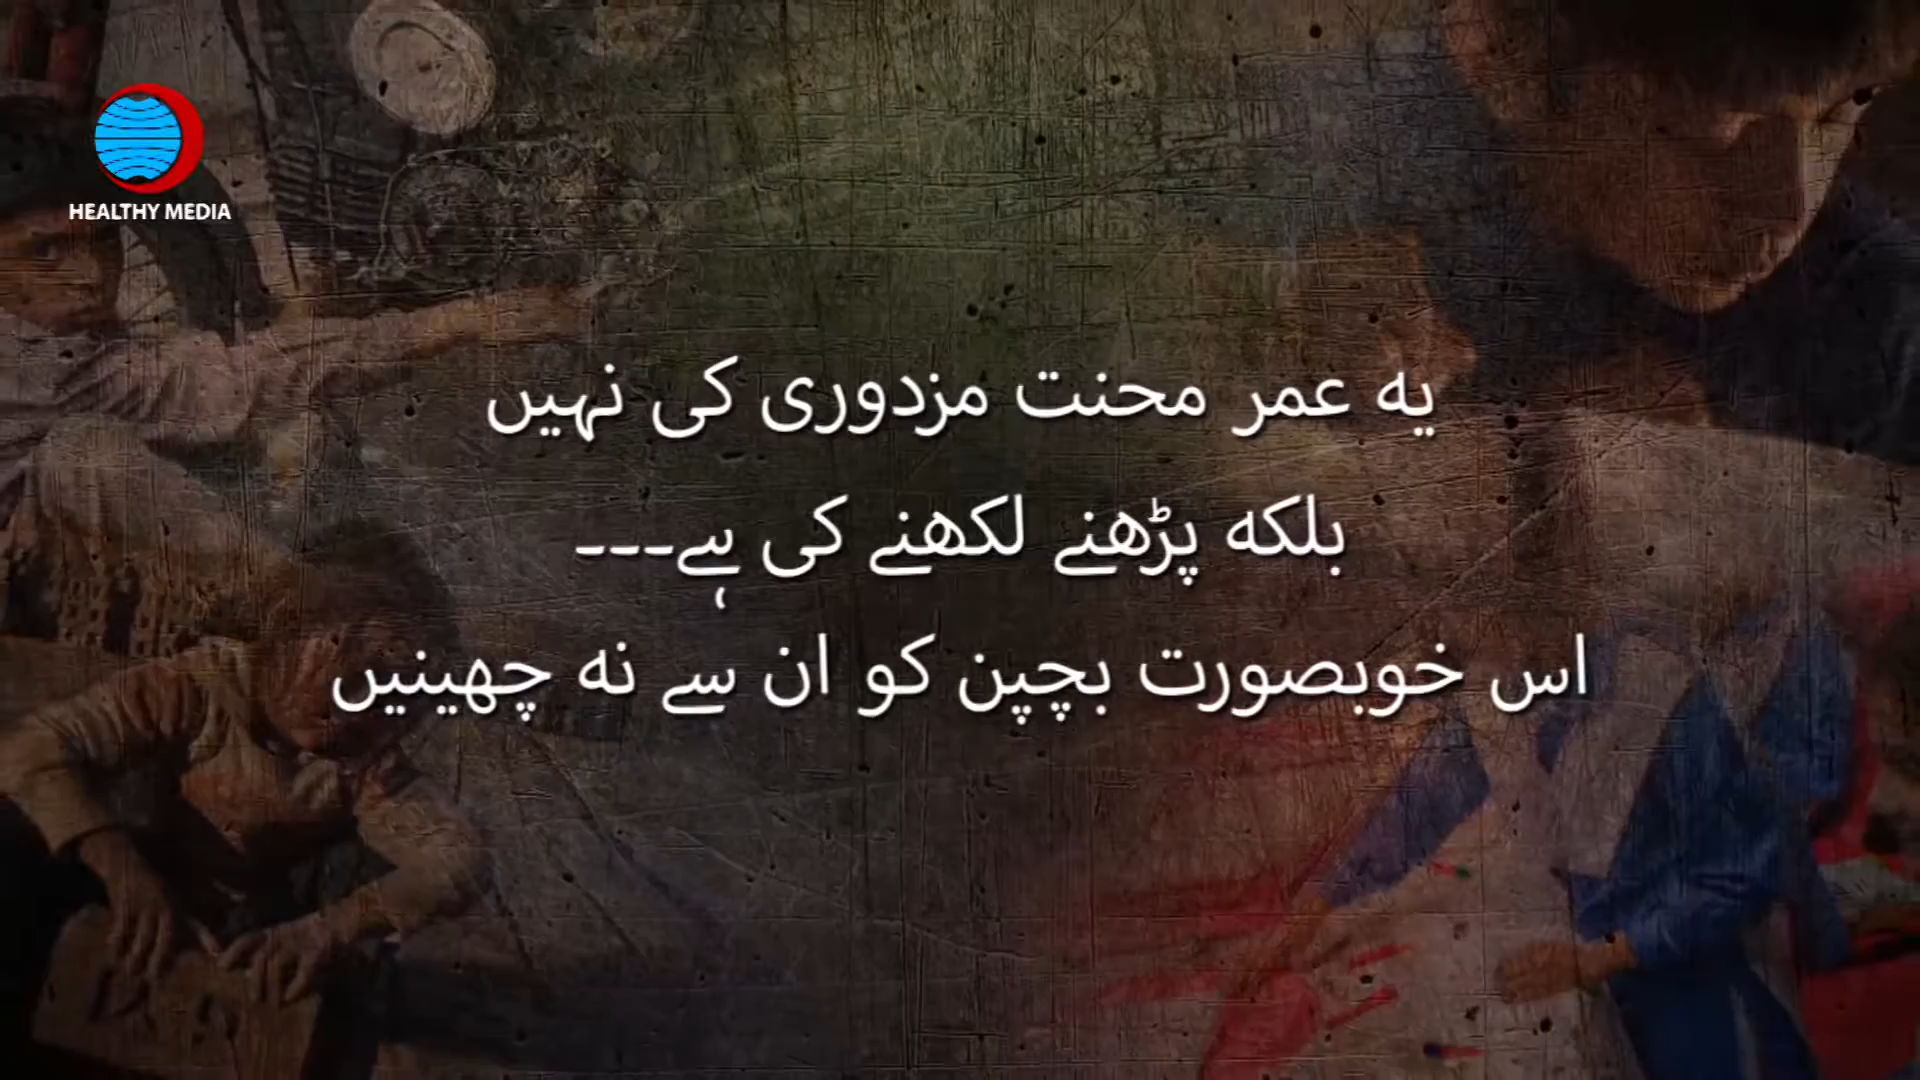 HEALTHY MEDIA
یہ عمر محنت مزدوری کی نہیں
بلکہ پڑھنے لکھنے کی ہے۔۔۔
اس خوبصورت بچپن کو ان سے نہ چھینیں